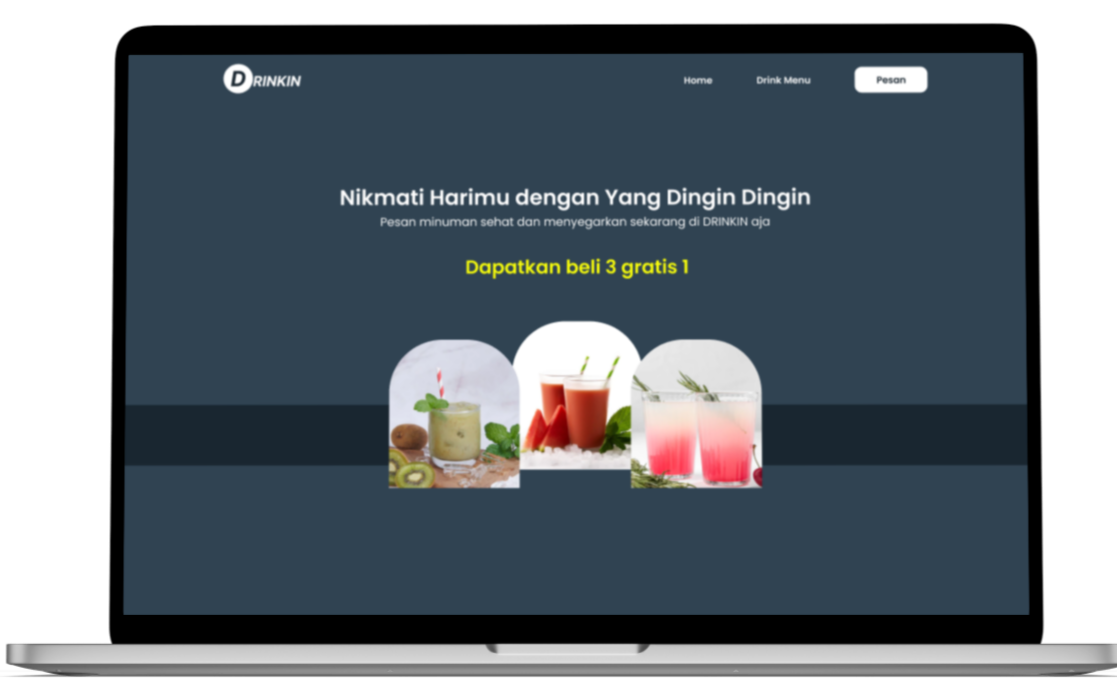 DRINKIN
Home
Drink Menu
Pesan
Nikmati Harimu dengan Yang Dingin Dingin
Pesan minuman sehat dan menyegarkan sekarang di DRINKIN aja
Dapatkan beli 3 gratis 1